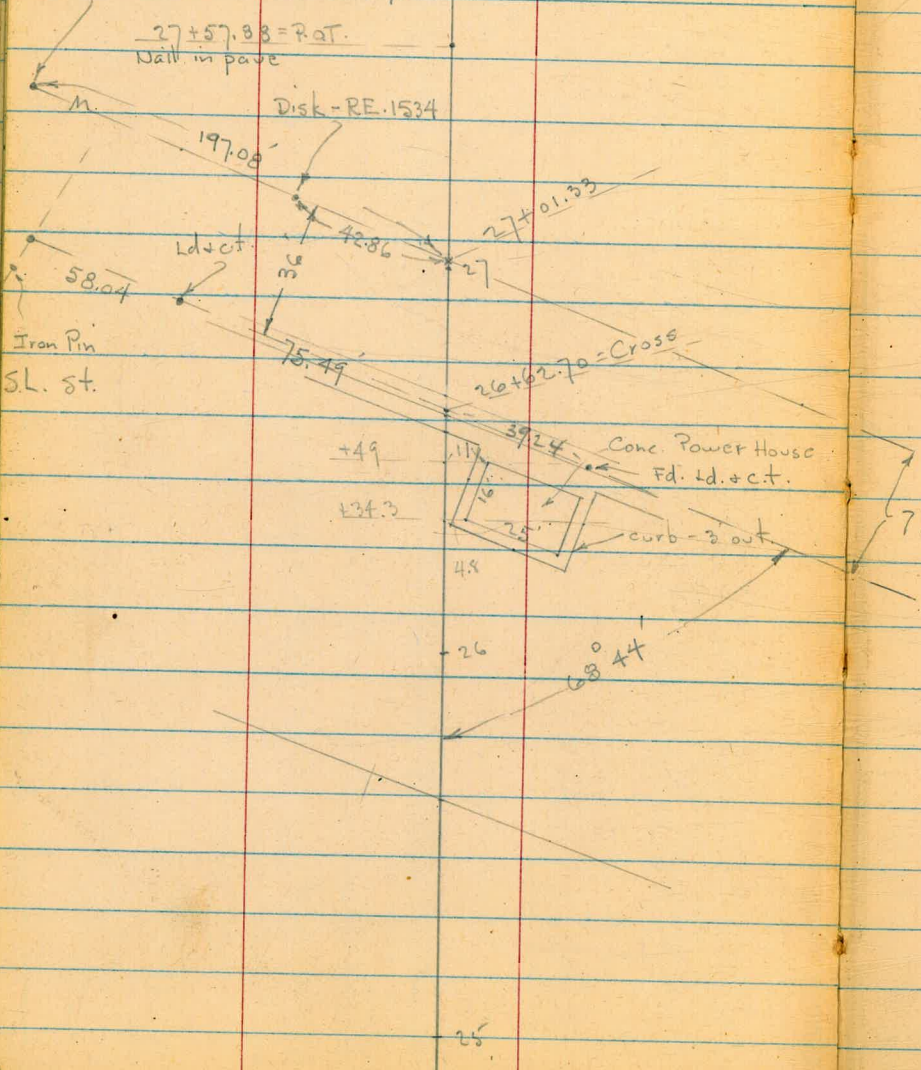 27+57.33 = P.O.T.
Nail in pave
M.
Disk - RE.1534
197.08'
27+01.33
42.86
27
Ld & c.t.
36'
58.04
Iron Pin
S.L. St.
75.49'
26+62.70 = Cross
39.24
Conc. Power House
Fd. Ld. & c.t.
+49
11
16'
+34.3
25'
curb - 3' out.
7
4.8
26
68° 44'
25